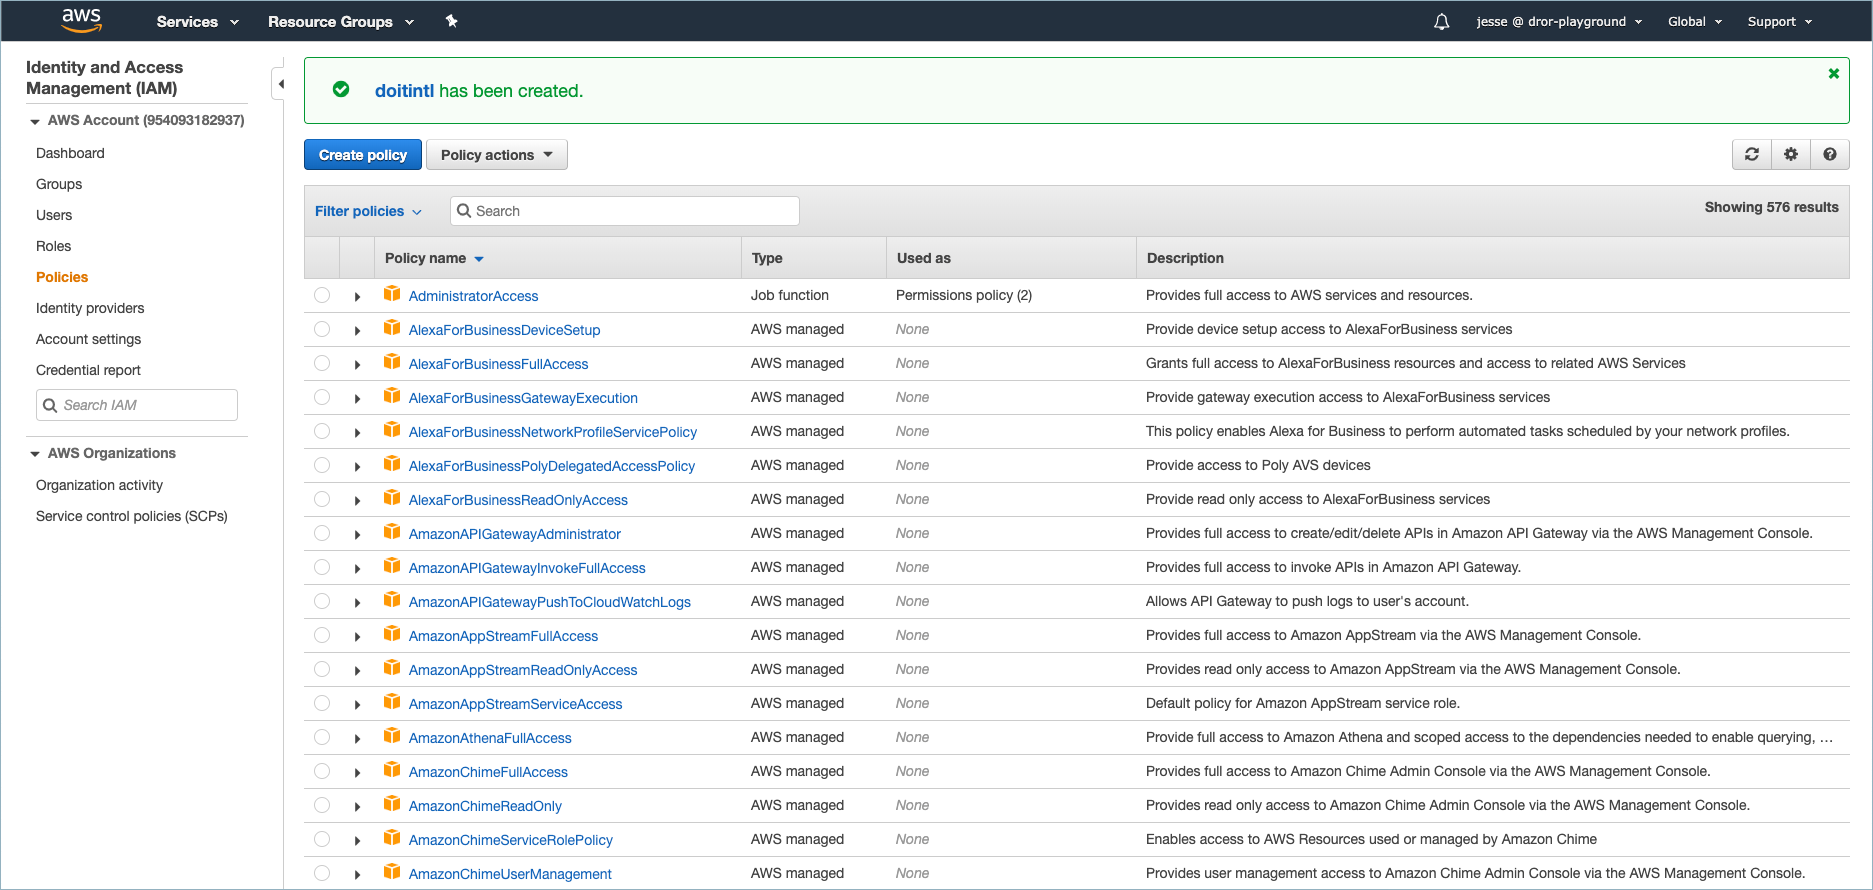 aws Services Resource Groups jesse @ dror-playground Global Support
Identity and Access
Management (IAM)
AWS Account (954093182937)
Dashboard
Groups
Users
Roles
Policies
Identity providers
Account settings
Credential report
Search IAM
AWS Organizations
Organization activity
Service control policies (SCPs)
doitintl has been created.
Create policy Policy actions
Filter policies Search Showing 576 results
Policy name Type Used as Description
AdministratorAccess Job function Permissions policy (2) Provides full access to AWS services and resources.
AlexaForBusinessDeviceSetup AWS managed None Provide device setup access to AlexaForBusiness services
AlexaForBusinessFullAccess AWS managed None Grants full access to AlexaForBusiness resources and access to related AWS Services
AlexaForBusinessGatewayExecution AWS managed None Provide gateway execution access to AlexaForBusiness services
AlexaForBusinessNetworkProfileServicePolicy AWS managed None This policy enables Alexa for Business to perform automated tasks scheduled by your network profiles.
AlexaForBusinessPolyDelegatedAccessPolicy AWS managed None Provide access to Poly AVS devices
AlexaForBusinessReadOnlyAccess AWS managed None Provide read only access to AlexaForBusiness services
AmazonAPIGatewayAdministrator AWS managed None Provides full access to create/edit/delete APIs in Amazon API Gateway via the AWS Management Console.
AmazonAPIGatewayInvokeFullAccess AWS managed None Provides full access to invoke APIs in Amazon API Gateway.
AmazonAPIGatewayPushToCloudWatchLogs AWS managed None Allows API Gateway to push logs to user's account.
AmazonAppStreamFullAccess AWS managed None Provides full access to Amazon AppStream via the AWS Management Console.
AmazonAppStreamReadOnlyAccess AWS managed None Provides read only access to Amazon AppStream via the AWS Management Console.
AmazonAppStreamServiceAccess AWS managed None Default policy for Amazon AppStream service role.
AmazonAthenaFullAccess AWS managed None Provide full access to Amazon Athena and scoped access to the dependencies needed to enable querying, …
AmazonChimeFullAccess AWS managed None Provides full access to Amazon Chime Admin Console via the AWS Management Console.
AmazonChimeReadOnly AWS managed None Provides read only access to Amazon Chime Admin Console via the AWS Management Console.
AmazonChimeServiceRolePolicy AWS managed None Enables access to AWS Resources used or managed by Amazon Chime
AmazonChimeUserManagement AWS managed None Provides user management access to Amazon Chime Admin Console via the AWS Management Console.